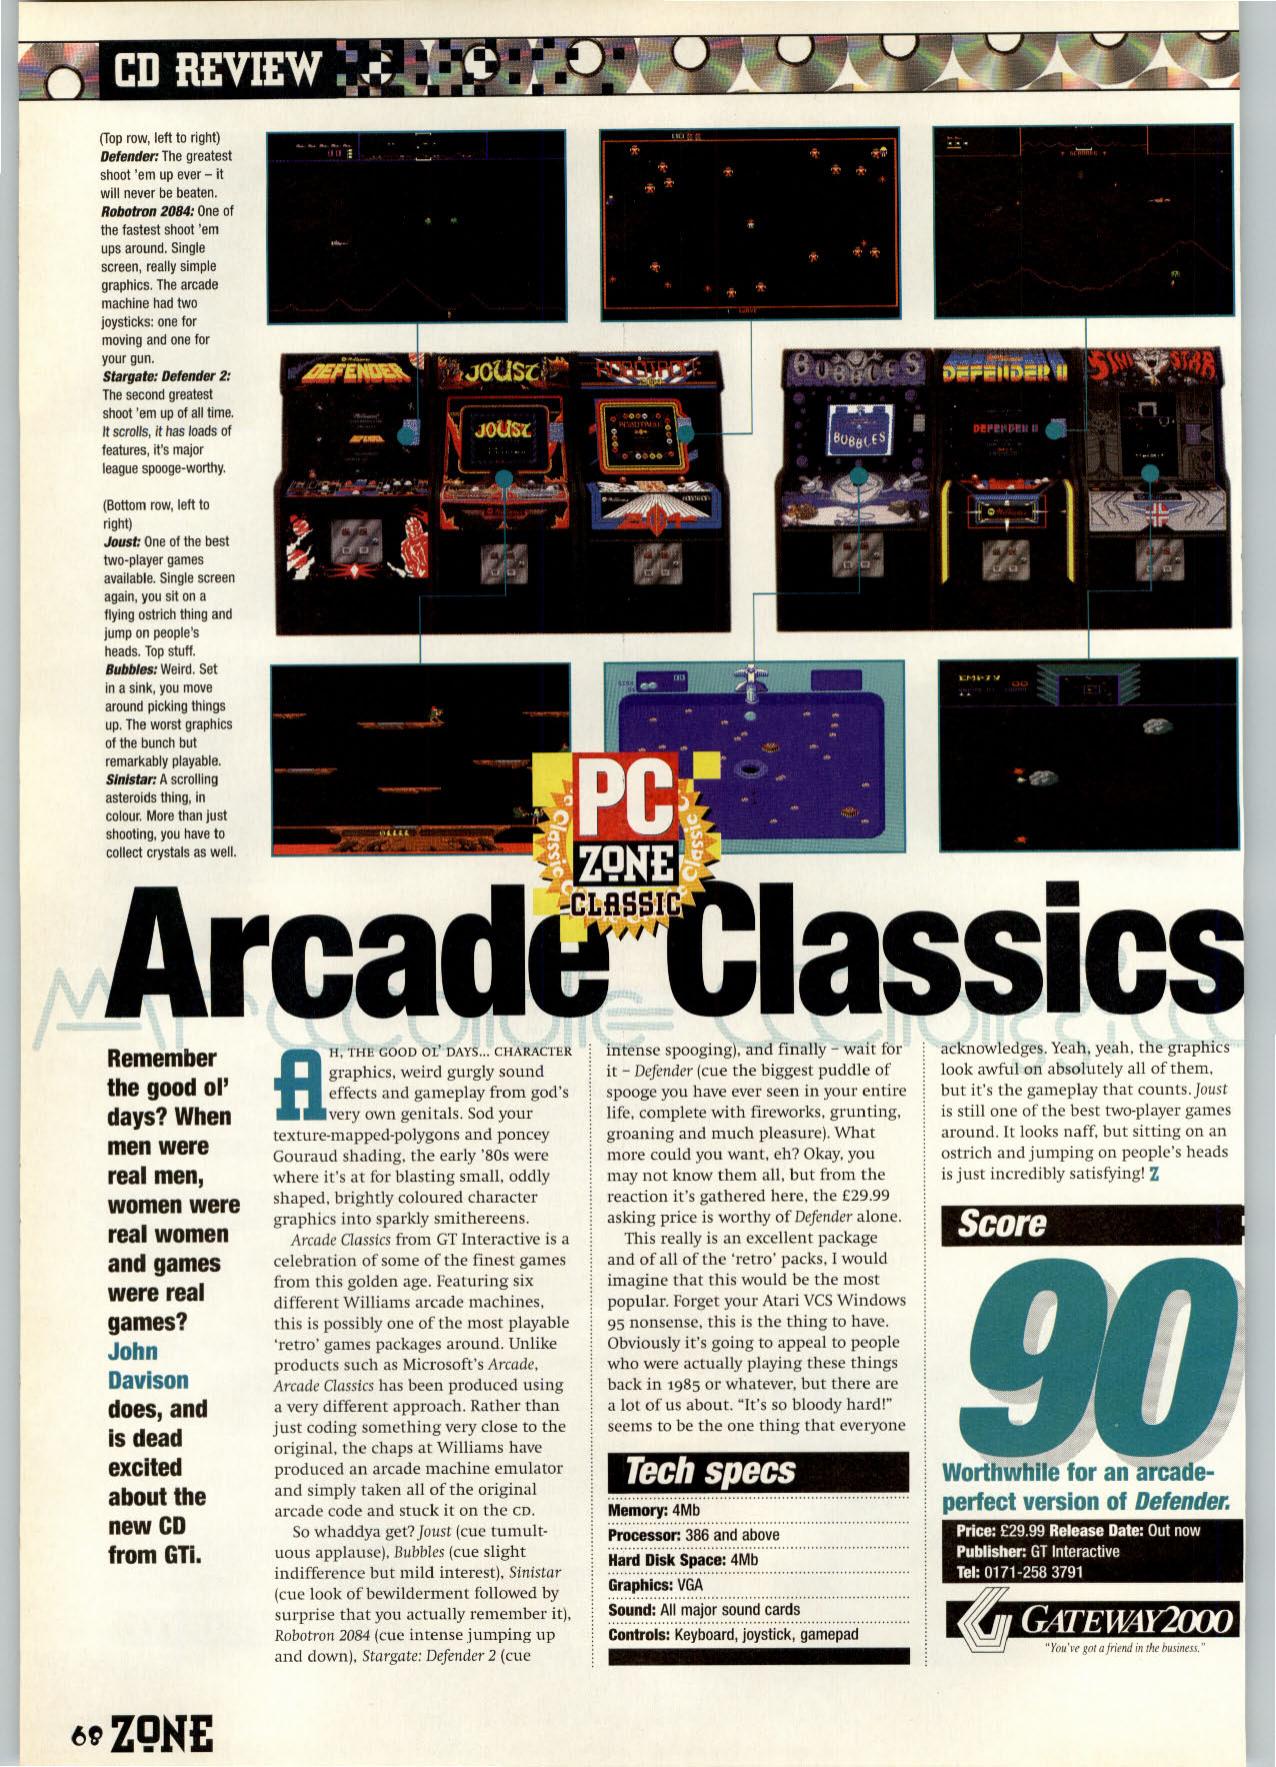 CD REVIEW
(Top row, left to right)
Defender: The greatest
shoot 'em up ever – it
will never be beaten.
Robotron 2084: One of
the fastest shoot 'em
ups around. Single
screen, really simple
graphics. The arcade
machine had two
joysticks: one for
moving and one for
your gun.
Stargate: Defender 2:
The second greatest
shoot 'em up of all time.
It scrolls, it has loads of
features, it's major
league spooge-worthy.
(Bottom row, left to
right)
Joust: One of the best
two-player games
available. Single screen
again, you sit on a
flying ostrich thing and
jump on people's
heads. Top stuff.
Bubbles: Weird. Set
in a sink, you move
around picking things
up. The worst graphics
of the bunch but
remarkably playable.
Sinistar: A scrolling
asteroids thing, in
colour. More than just
shooting, you have to
collect crystals as well.
DEFENDER
JOUST
JOUST
ROBOTRON
BUBBLES
BUBBLES
DEFENDER II
DEFENDER II
SINISTAR
EMPTY 00
PC
ZONE
CLASSIC
Classic
Classic
Arcade Classics
Remember
the good ol'
days? When
men were
real men,
women were
real women
and games
were real
games?
John
Davison
does, and
is dead
excited
about the
new CD
from GTi.
AH, THE GOOD OL' DAYS... CHARACTER
graphics, weird gurgly sound
effects and gameplay from god's
very own genitals. Sod your
texture-mapped-polygons and poncey
Gouraud shading, the early '80s were
where it's at for blasting small, oddly
shaped, brightly coloured character
graphics into sparkly smithereens.
Arcade Classics from GT Interactive is a
celebration of some of the finest games
from this golden age. Featuring six
different Williams arcade machines,
this is possibly one of the most playable
'retro' games packages around. Unlike
products such as Microsoft's Arcade,
Arcade Classics has been produced using
a very different approach. Rather than
just coding something very close to the
original, the chaps at Williams have
produced an arcade machine emulator
and simply taken all of the original
arcade code and stuck it on the CD.
So whaddya get? Joust (cue tumult-
uous applause), Bubbles (cue slight
indifference but mild interest), Sinistar
(cue look of bewilderment followed by
surprise that you actually remember it),
Robotron 2084 (cue intense jumping up
and down), Stargate: Defender 2 (cue
intense spooging), and finally – wait for
it – Defender (cue the biggest puddle of
spooge you have ever seen in your entire
life, complete with fireworks, grunting,
groaning and much pleasure). What
more could you want, eh? Okay, you
may not know them all, but from the
reaction it's gathered here, the £29.99
asking price is worthy of Defender alone.
This really is an excellent package
and of all of the 'retro' packs, I would
imagine that this would be the most
popular. Forget your Atari VCS Windows
95 nonsense, this is the thing to have.
Obviously it's going to appeal to people
who were actually playing these things
back in 1985 or whatever, but there are
a lot of us about. "It's so bloody hard!"
seems to be the one thing that everyone
acknowledges. Yeah, yeah, the graphics
look awful on absolutely all of them,
but it's the gameplay that counts. Joust
is still one of the best two-player games
around. It looks naff, but sitting on an
ostrich and jumping on people's heads
is just incredibly satisfying! Z
Tech specs
Memory: 4Mb
Processor: 386 and above
Hard Disk Space: 4Mb
Graphics: VGA
Sound: All major sound cards
Controls: Keyboard, joystick, gamepad
Score
90
Worthwhile for an arcade-
perfect version of Defender.
Price: £29.99 Release Date: Out now
Publisher: GT Interactive
Tel: 0171-258 3791
GATEWAY2000
"You've got a friend in the business."
68 ZONE